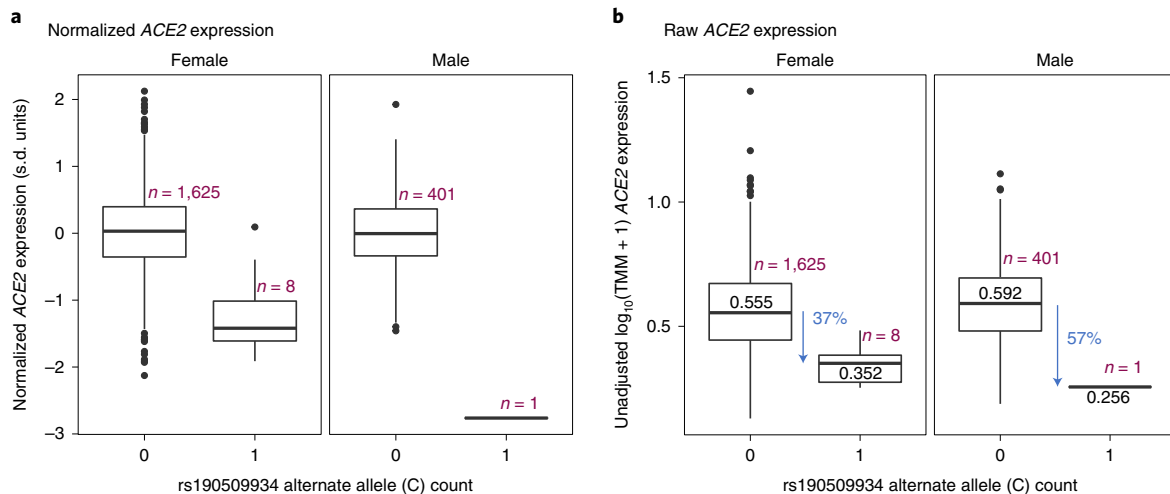 a
Normalized ACE2 expression
Female
Male
Normalized ACE2 expression (s.d. units)
2
1
0
−1
−2
−3
n = 1,625
n = 8
n = 401
n = 1
0
1
0
1
rs190509934 alternate allele (C) count
b
Raw ACE2 expression
Female
Male
Unadjusted log10(TMM + 1) ACE2 expression
1.5
1.0
0.5
n = 1,625
0.555
37%
n = 8
0.352
n = 401
0.592
57%
n = 1
0.256
0
1
0
1
rs190509934 alternate allele (C) count